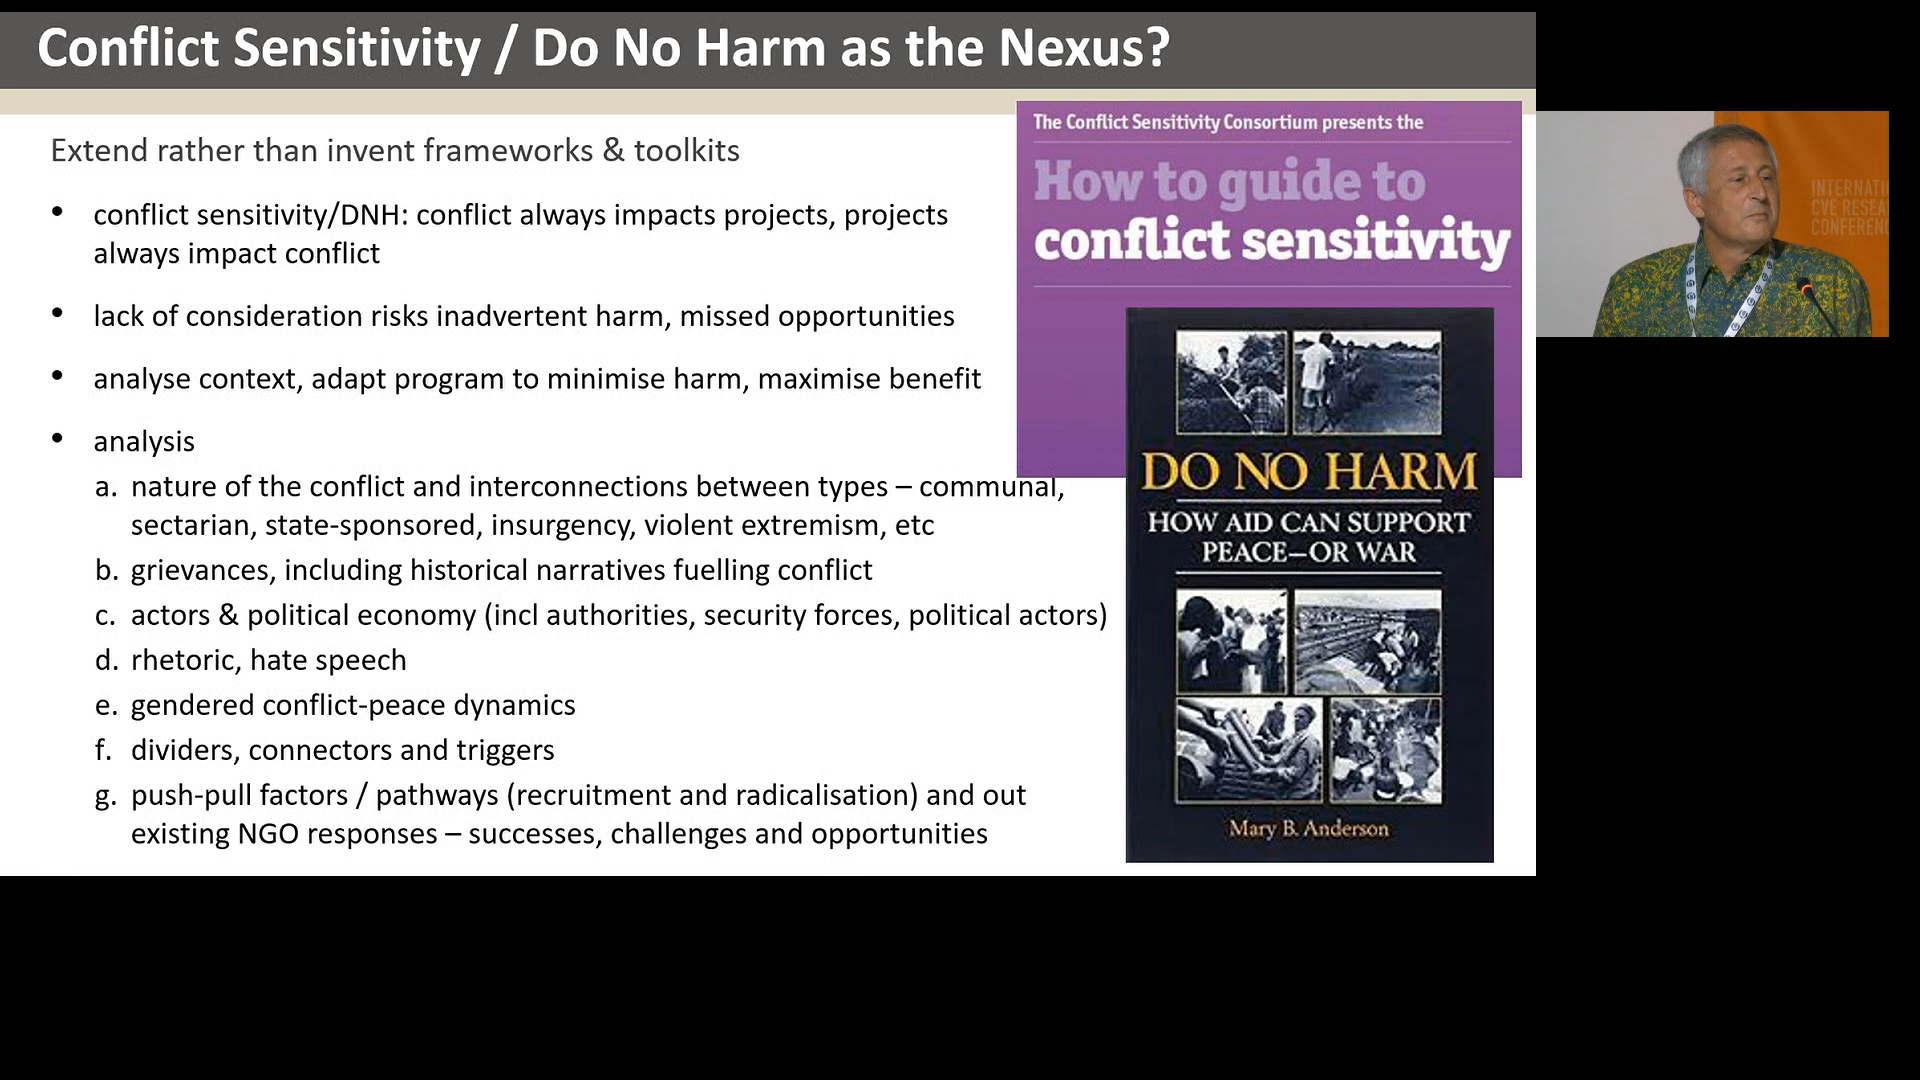 Conflict Sensitivity / Do No Harm as the Nexus?
Extend rather than invent frameworks & toolkits
• conflict sensitivity/DNH: conflict always impacts projects, projects
always impact conflict
• lack of consideration risks inadvertent harm, missed opportunities
• analyse context, adapt program to minimise harm, maximise benefit
• analysis
a. nature of the conflict and interconnections between types – communal,
sectarian, state-sponsored, insurgency, violent extremism, etc
b. grievances, including historical narratives fuelling conflict
c. actors & political economy (incl authorities, security forces, political actors)
d. rhetoric, hate speech
e. gendered conflict-peace dynamics
f. dividers, connectors and triggers
g. push-pull factors / pathways (recruitment and radicalisation) and out
existing NGO responses – successes, challenges and opportunities
The Conflict Sensitivity Consortium presents the
How to guide to
conflict sensitivity
DO NO HARM
HOW AID CAN SUPPORT
PEACE—OR WAR
Mary B. Anderson
INTERNATI
CVE RESEA
CONFEREN